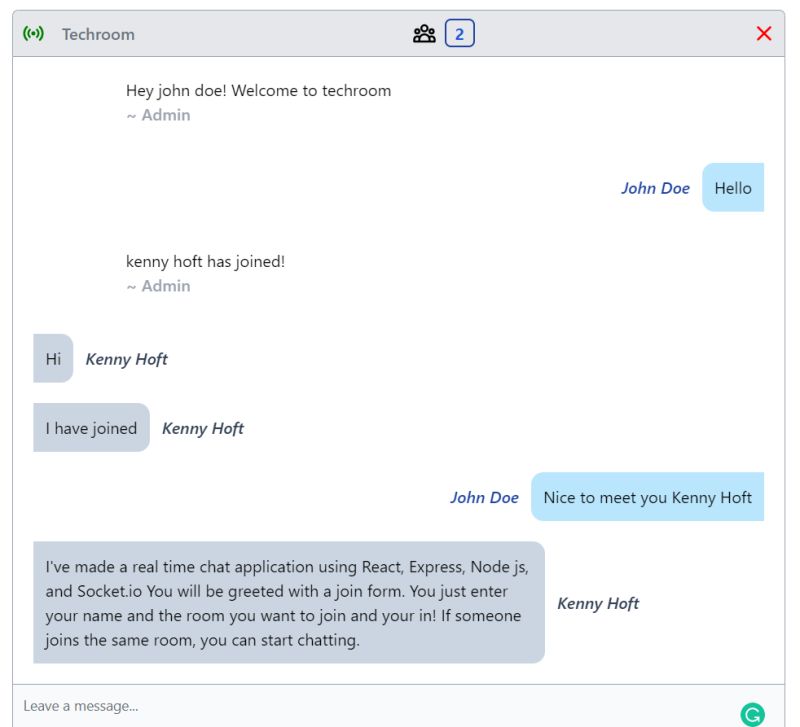 Techroom 2
Hey john doe! Welcome to techroom
~ Admin
John Doe Hello
kenny hoft has joined!
~ Admin
Hi Kenny Hoft
I have joined Kenny Hoft
John Doe Nice to meet you Kenny Hoft
I've made a real time chat application using React, Express, Node js,
and Socket.io You will be greeted with a join form. You just enter
your name and the room you want to join and your in! If someone
joins the same room, you can start chatting.
Kenny Hoft
Leave a message...